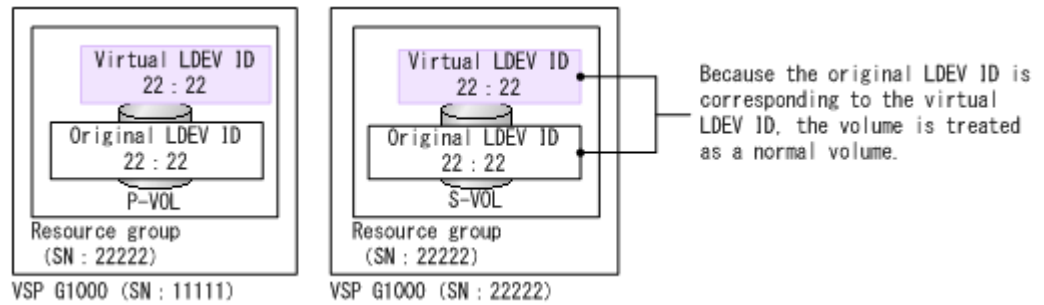 Virtual LDEV ID
22 : 22
Original LDEV ID
22 : 22
P-VOL
Resource group
(SN : 22222)
VSP G1000 (SN : 11111)
Virtual LDEV ID
22 : 22
Original LDEV ID
22 : 22
S-VOL
Resource group
(SN : 22222)
VSP G1000 (SN : 22222)
Because the original LDEV ID is
corresponding to the virtual
LDEV ID, the volume is treated
as a normal volume.